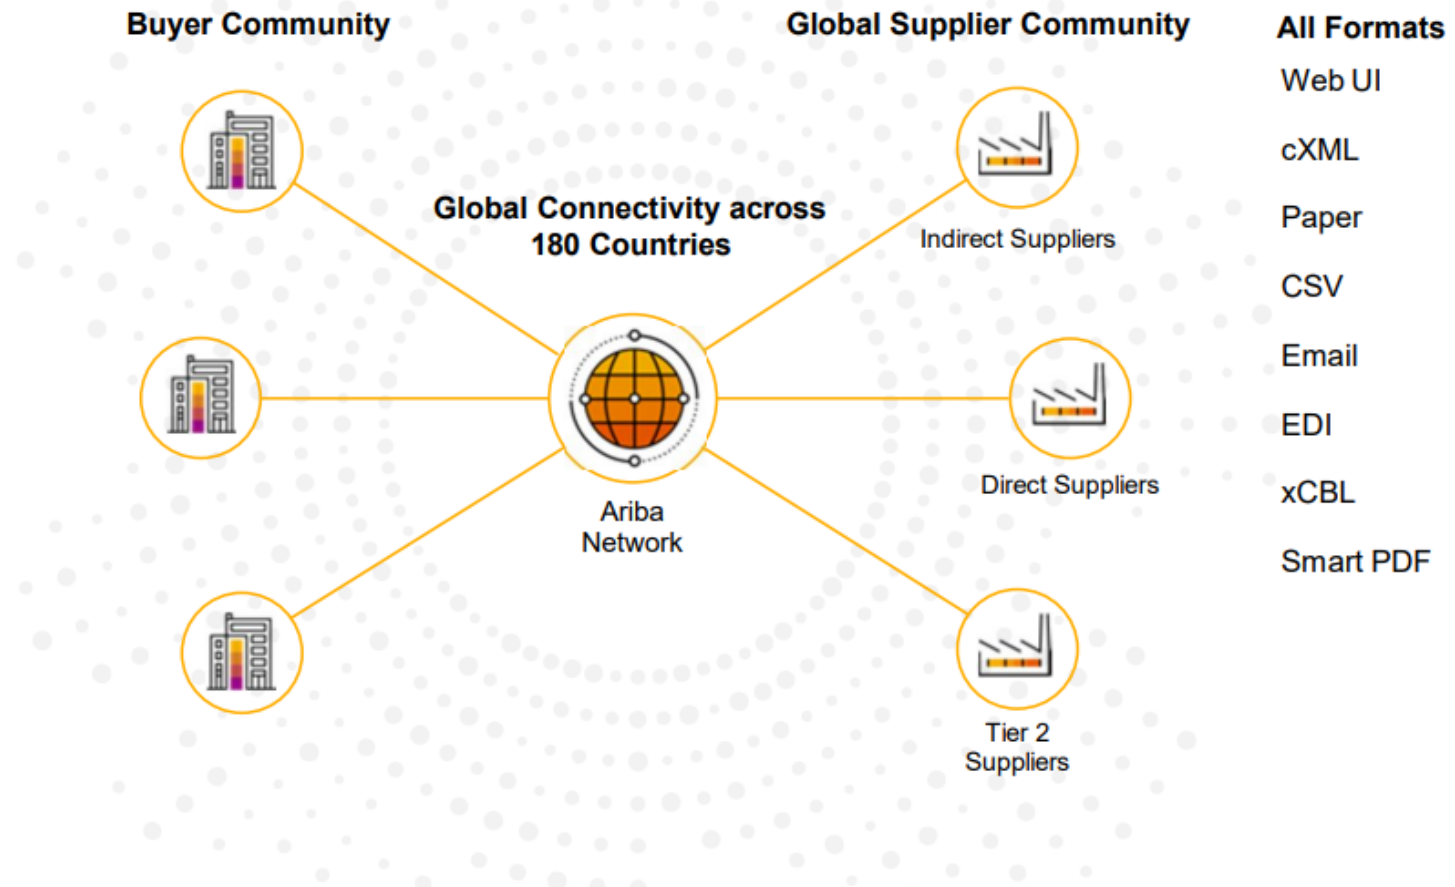 Buyer Community
Global Supplier Community
All Formats
Web UI
cXML
Paper
CSV
Email
EDI
xCBL
Smart PDF
Global Connectivity across
180 Countries
Indirect Suppliers
Ariba
Network
Direct Suppliers
Tier 2
Suppliers